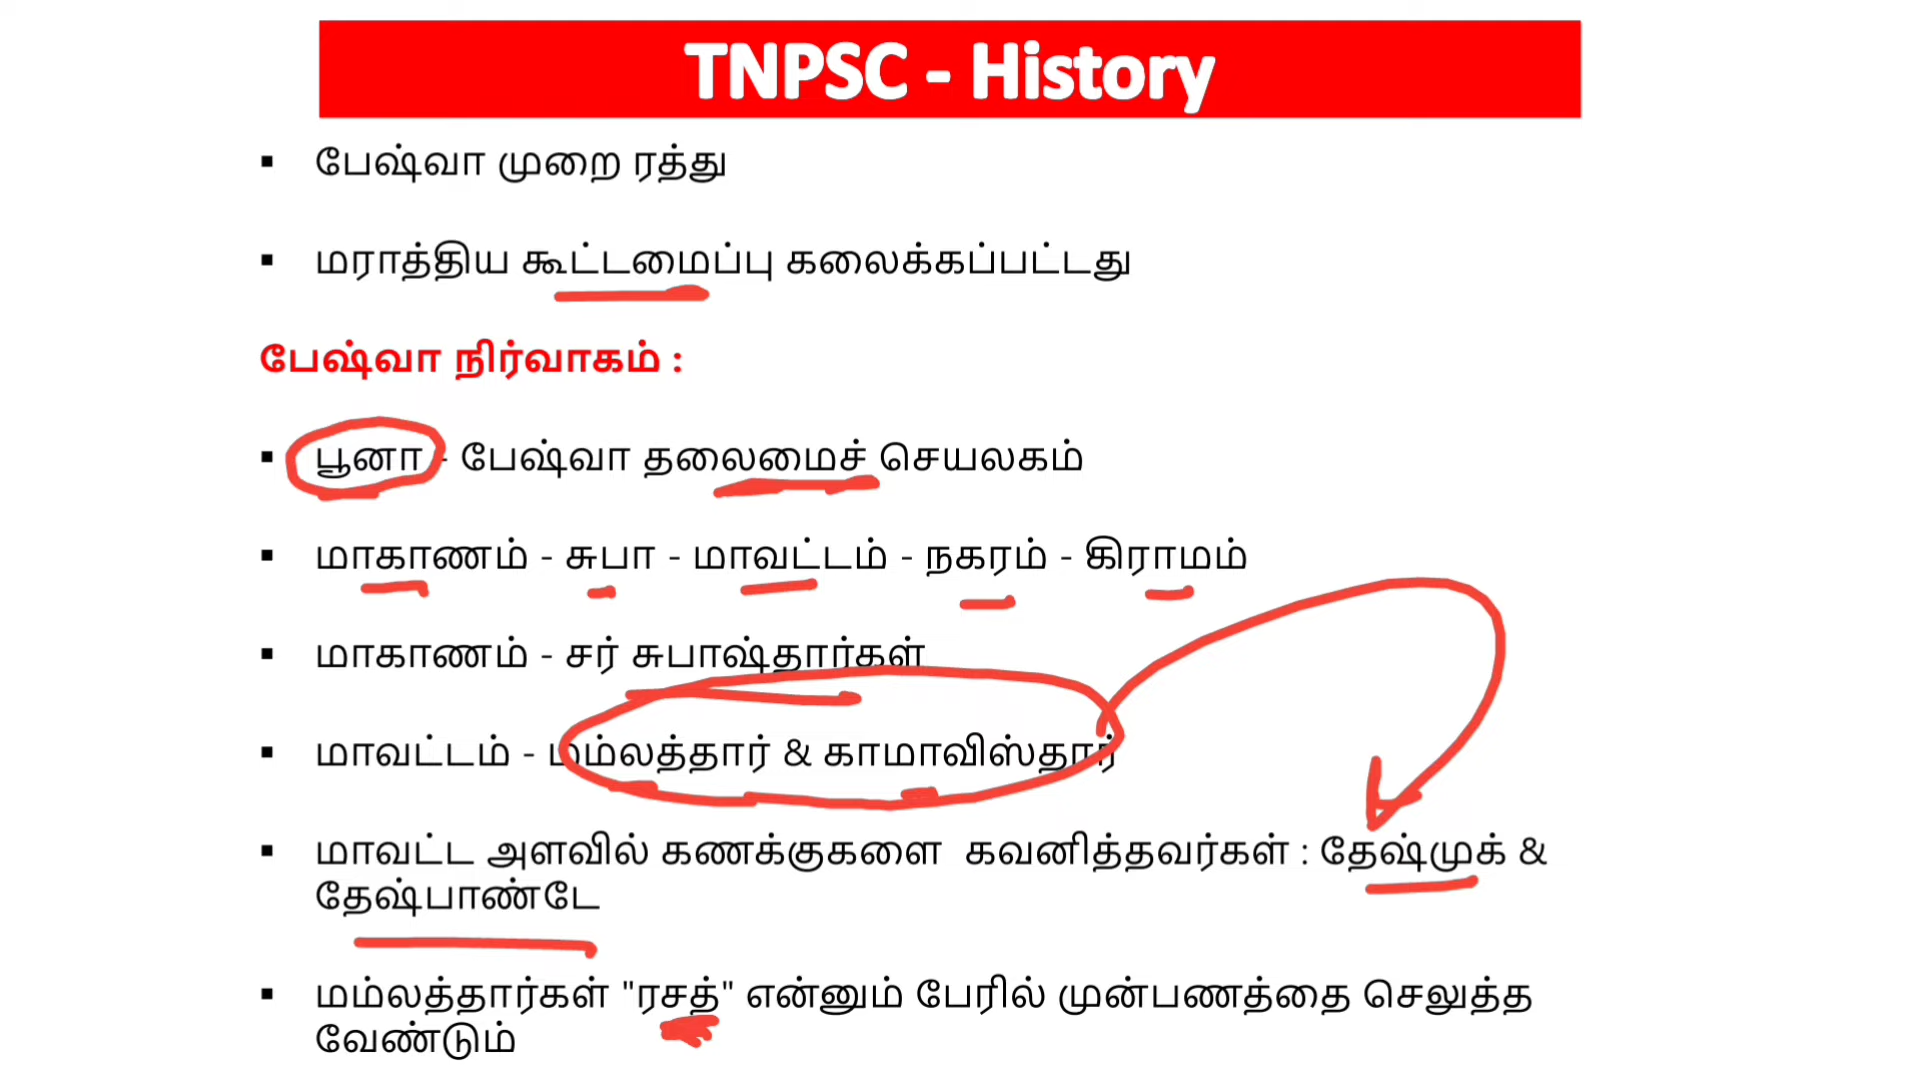 TNPSC - History
▪ பேஷ்வா முறை ரத்து
▪ மராத்திய கூட்டமைப்பு கலைக்கப்பட்டது
பேஷ்வா நிர்வாகம் :
▪ பூனா - பேஷ்வா தலைமைச் செயலகம்
▪ மாகாணம் - சுபா - மாவட்டம் - நகரம் - கிராமம்
▪ மாகாணம் - சர் சுபாஷ்தார்கள்
▪ மாவட்டம் - மம்லத்தார் & காமாவிஸ்தார்
▪ மாவட்ட அளவில் கணக்குகளை கவனித்தவர்கள் : தேஷ்முக் &
தேஷ்பாண்டே
▪ மம்லத்தார்கள் "ரசத்" என்னும் பேரில் முன்பணத்தை செலுத்த
வேண்டும்